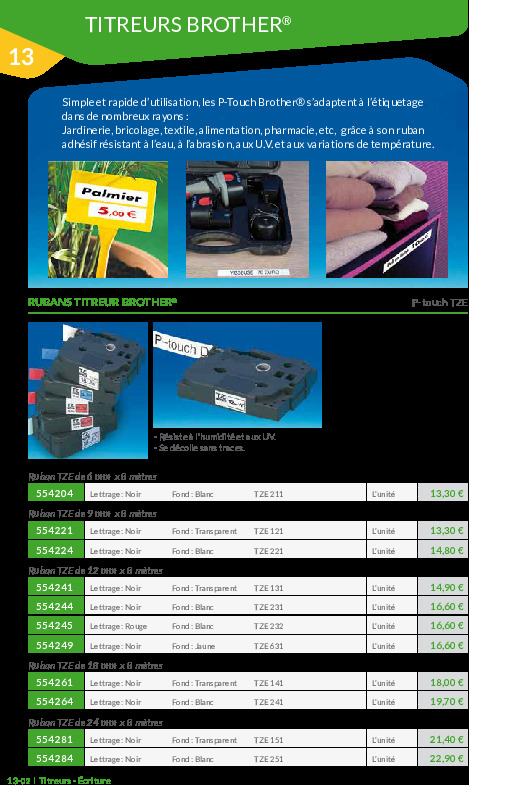 TITREURS BROTHER®
13
Simple et rapide d'utilisation, les P-Touch Brother® s'adaptent à l'étiquetage
dans de nombreux rayons :
Jardinerie, bricolage, textile, alimentation, pharmacie, etc, grâce à son ruban
adhésif résistant à l'eau, à l'abrasion, aux U.V. et aux variations de température.
Palmier
5,00 €
RUBANS TITREUR BROTHER®
P-touch TZE
P-touch D
- Résiste à l'humidité et aux UV.
- Se décolle sans traces.
Ruban TZE de 6 mm x 8 mètres
554204 Lettrage : Noir Fond : Blanc TZE 211 L'unité 13,30 €
Ruban TZE de 9 mm x 8 mètres
554221 Lettrage : Noir Fond : Transparent TZE 121 L'unité 13,30 €
554224 Lettrage : Noir Fond : Blanc TZE 221 L'unité 14,80 €
Ruban TZE de 12 mm x 8 mètres
554241 Lettrage : Noir Fond : Transparent TZE 131 L'unité 14,90 €
554244 Lettrage : Noir Fond : Blanc TZE 231 L'unité 16,60 €
554245 Lettrage : Rouge Fond : Blanc TZE 232 L'unité 16,60 €
554249 Lettrage : Noir Fond : Jaune TZE 631 L'unité 16,60 €
Ruban TZE de 18 mm x 8 mètres
554261 Lettrage : Noir Fond : Transparent TZE 141 L'unité 18,00 €
554264 Lettrage : Noir Fond : Blanc TZE 241 L'unité 19,70 €
Ruban TZE de 24 mm x 8 mètres
554281 Lettrage : Noir Fond : Transparent TZE 151 L'unité 21,40 €
554284 Lettrage : Noir Fond : Blanc TZE 251 L'unité 22,90 €
13-02 | Titreurs - Écriture